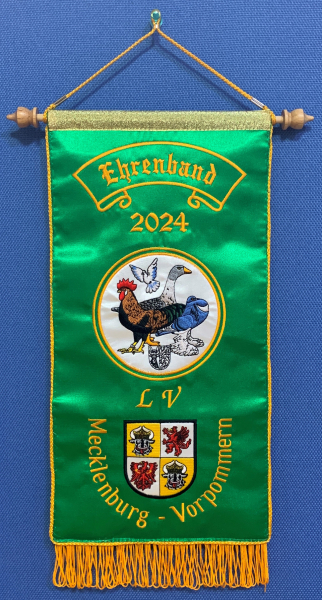 Ehrenband
2024
L V
Mecklenburg - Vorpommern